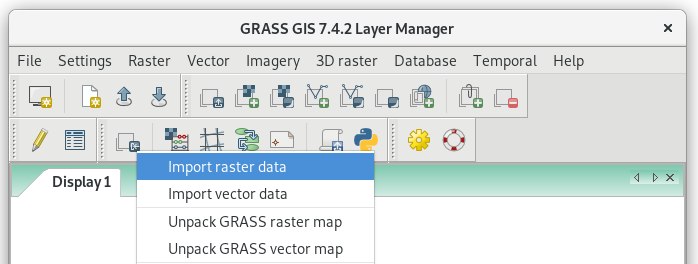 GRASS GIS 7.4.2 Layer Manager
File Settings Raster Vector Imagery 3D raster Database Temporal Help
Import raster data
Import vector data
Display 1
Unpack GRASS raster map
Unpack GRASS vector map